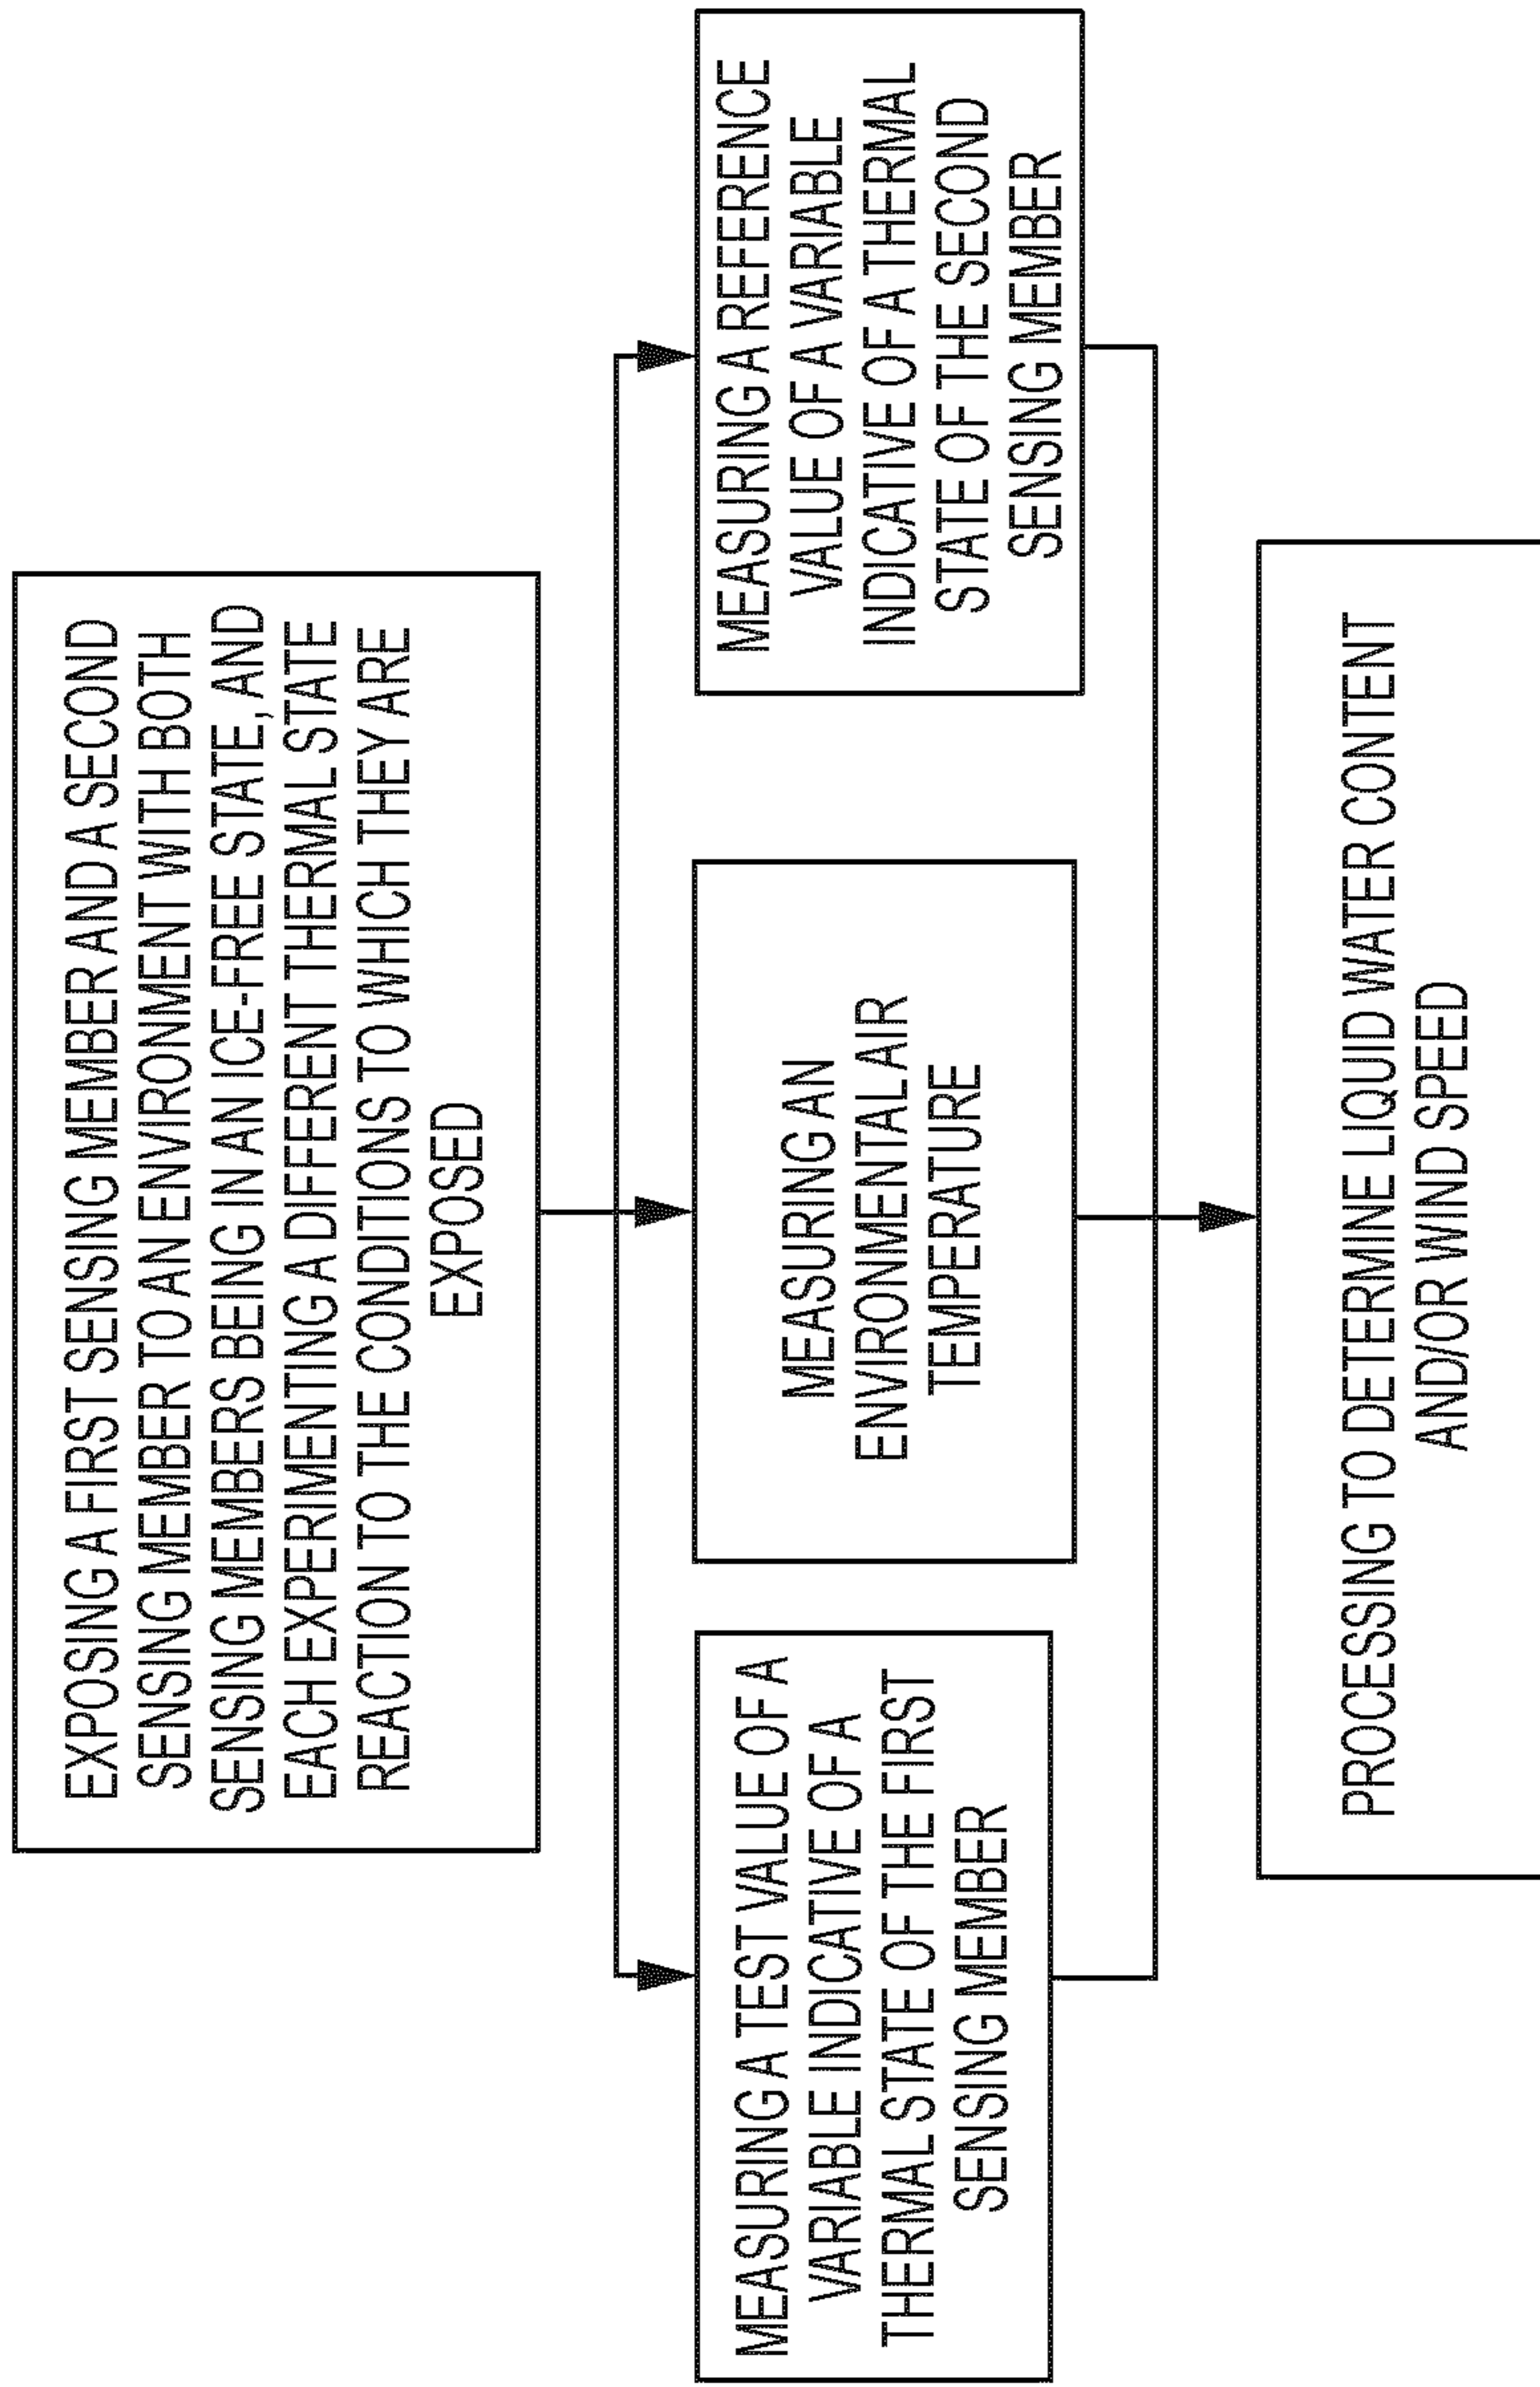 EXPOSING A FIRST SENSING MEMBER AND A SECOND
SENSING MEMBER TO AN ENVIRONMENT WITH BOTH
SENSING MEMBERS BEING IN AN ICE-FREE STATE, AND
EACH EXPERIMENTING A DIFFERENT THERMAL STATE
REACTION TO THE CONDITIONS TO WHICH THEY ARE
EXPOSED
MEASURING A TEST VALUE OF A
VARIABLE INDICATIVE OF A
THERMAL STATE OF THE FIRST
SENSING MEMBER
MEASURING AN
ENVIRONMENTAL AIR
TEMPERATURE
MEASURING A REFERENCE
VALUE OF A VARIABLE
INDICATIVE OF A THERMAL
STATE OF THE SECOND
SENSING MEMBER
PROCESSING TO DETERMINE LIQUID WATER CONTENT
AND/OR WIND SPEED